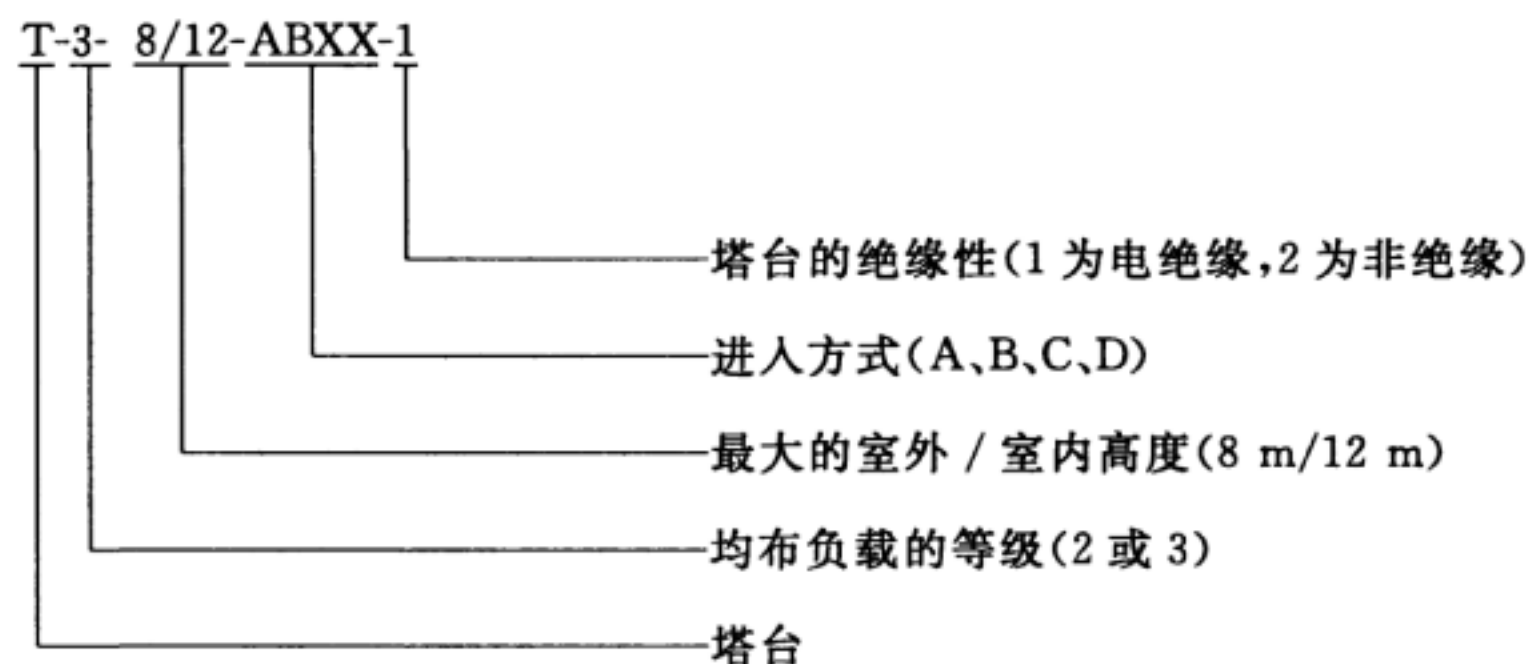 T-3- 8/12-ABXX-1
塔台的绝缘性(1 为电绝缘,2 为非绝缘)
进入方式(A、B、C、D)
最大的室外 / 室内高度(8 m/12 m)
均布负载的等级(2 或 3)
塔台